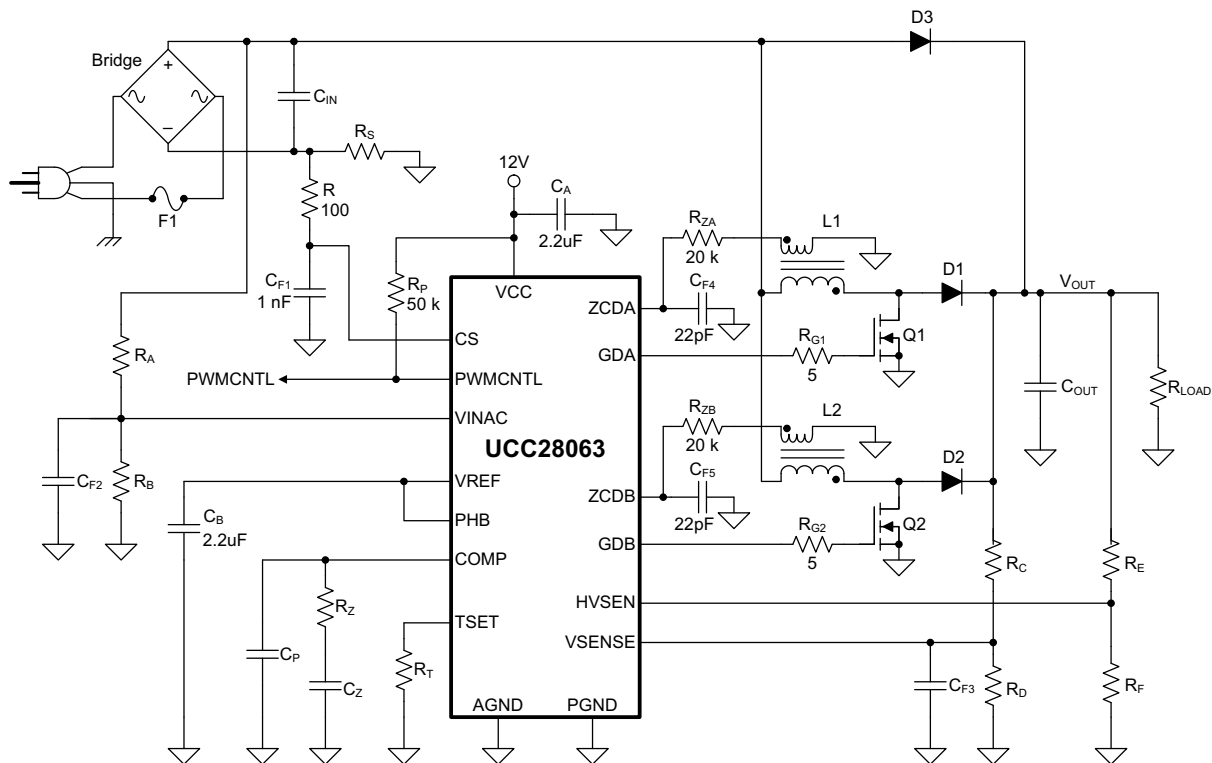 D3
Bridge
+
–
C_IN
R_S
12V
R
100
C_A
2.2uF
F1
R_ZA
20 k
L1
C_F1
1 nF
R_P
50 k
VCC
ZCDA
C_F4
22pF
D1
V_OUT
R_A
CS
GDA
R_G1
5
Q1
PWMCNTL
PWMCNTL
C_OUT
R_LOAD
VINAC
R_ZB
20 k
L2
UCC28063
C_F2
R_B
VREF
ZCDB
C_F5
22pF
D2
C_B
2.2uF
PHB
GDB
R_G2
5
Q2
COMP
R_C
R_E
R_Z
HVSEN
TSET
VSENSE
C_P
R_T
C_Z
C_F3
R_D
R_F
AGND
PGND